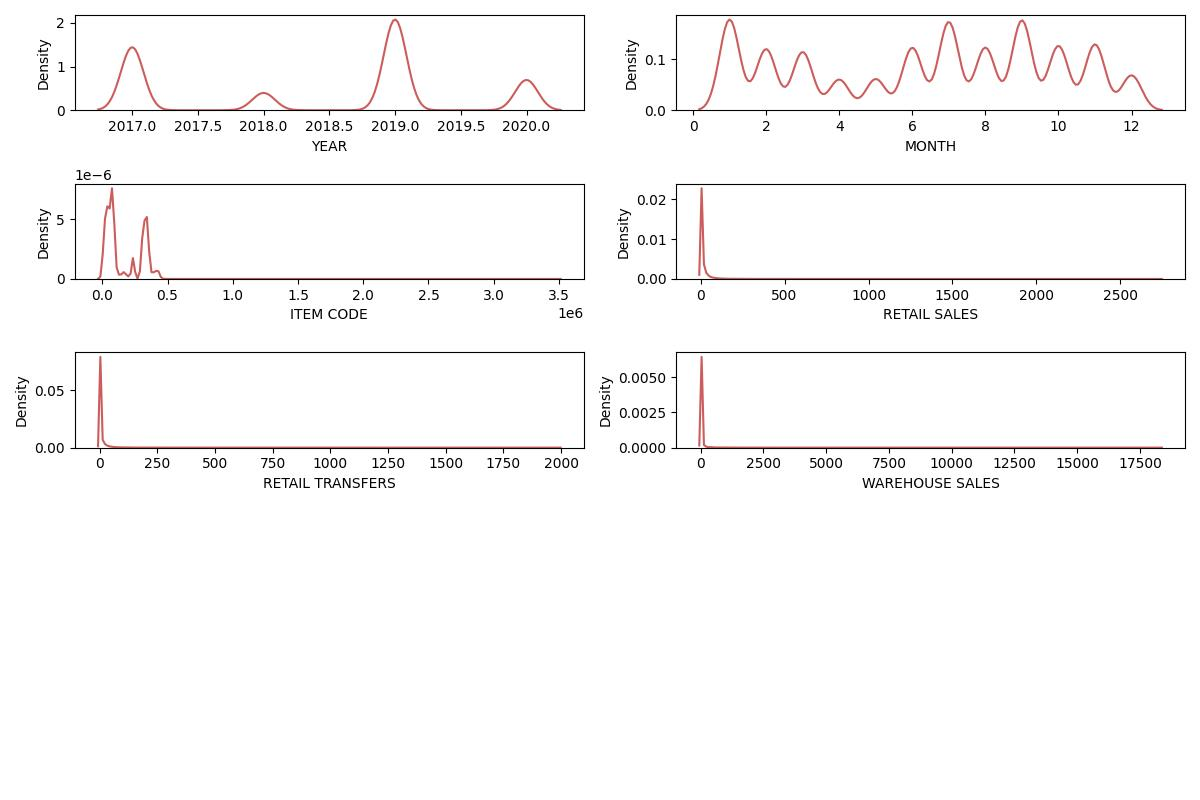 Density
2
1
0
2017.0 2017.5 2018.0 2018.5 2019.0 2019.5 2020.0
YEAR
Density
0.1
0.0
0 2 4 6 8 10 12
MONTH
1e−6
Density
5
0
0.0 0.5 1.0 1.5 2.0 2.5 3.0 3.5
ITEM CODE
1e6
Density
0.02
0.01
0.00
0 500 1000 1500 2000 2500
RETAIL SALES
Density
0.05
0.00
0 250 500 750 1000 1250 1500 1750 2000
RETAIL TRANSFERS
Density
0.0050
0.0025
0.0000
0 2500 5000 7500 10000 12500 15000 17500
WAREHOUSE SALES